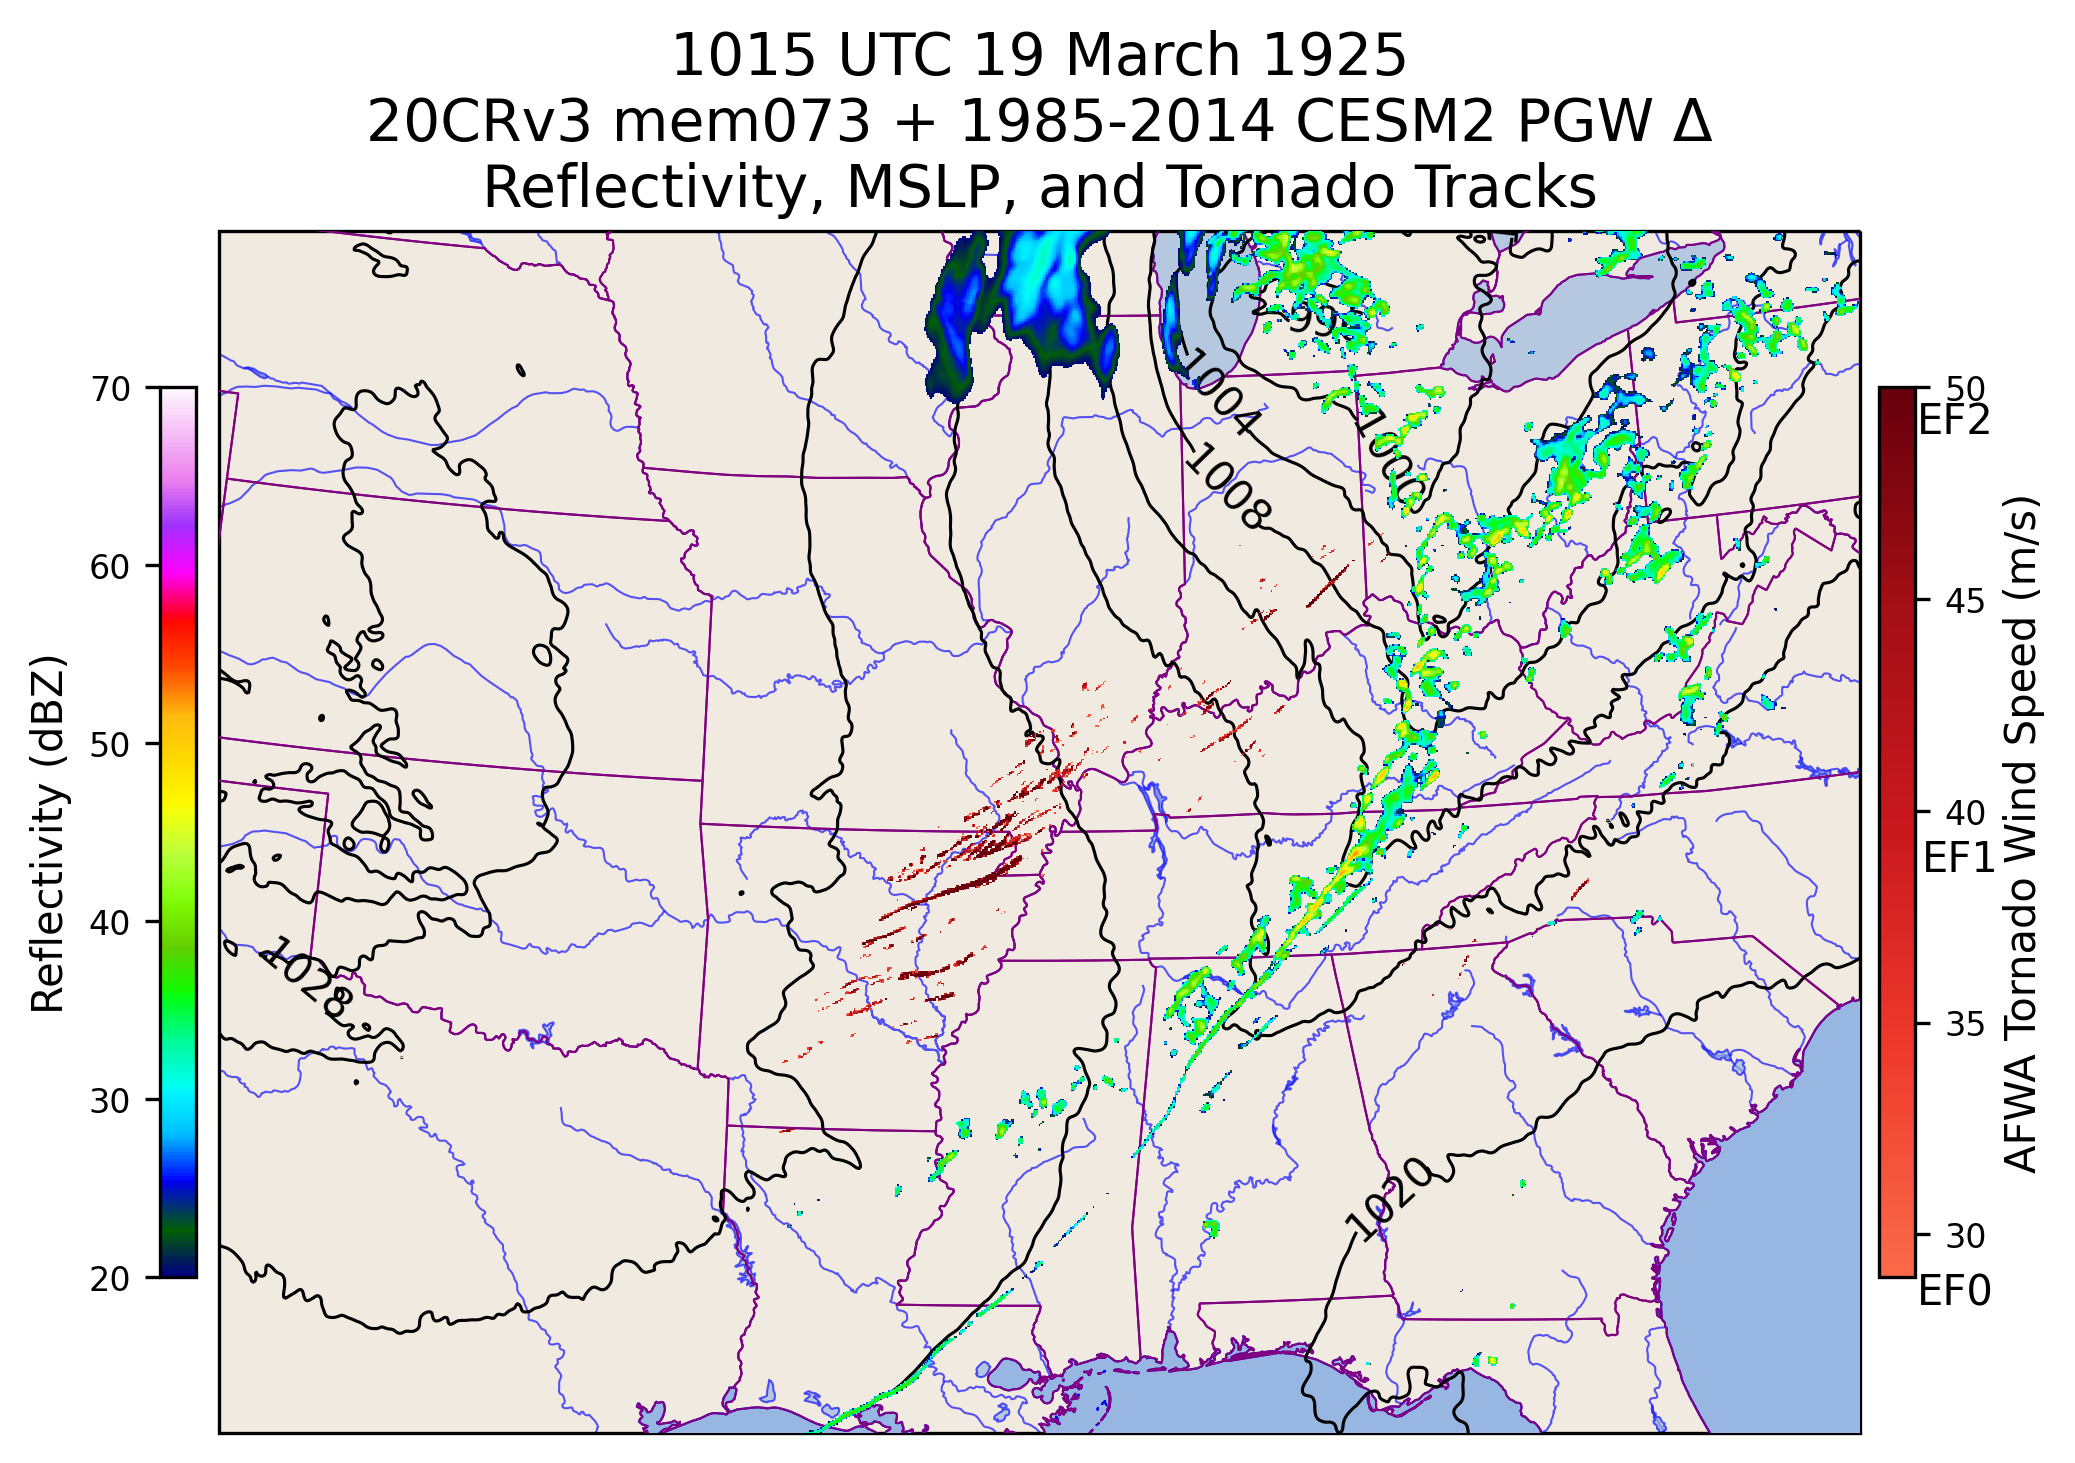 1015 UTC 19 March 1925
20CRv3 mem073 + 1985-2014 CESM2 PGW Δ
Reflectivity, MSLP, and Tornado Tracks
Reflectivity (dBZ)
70
60
50
40
30
20
1004
1000
1008
1028
1020
50
EF2
45
40
EF1
35
30
EF0
AFWA Tornado Wind Speed (m/s)